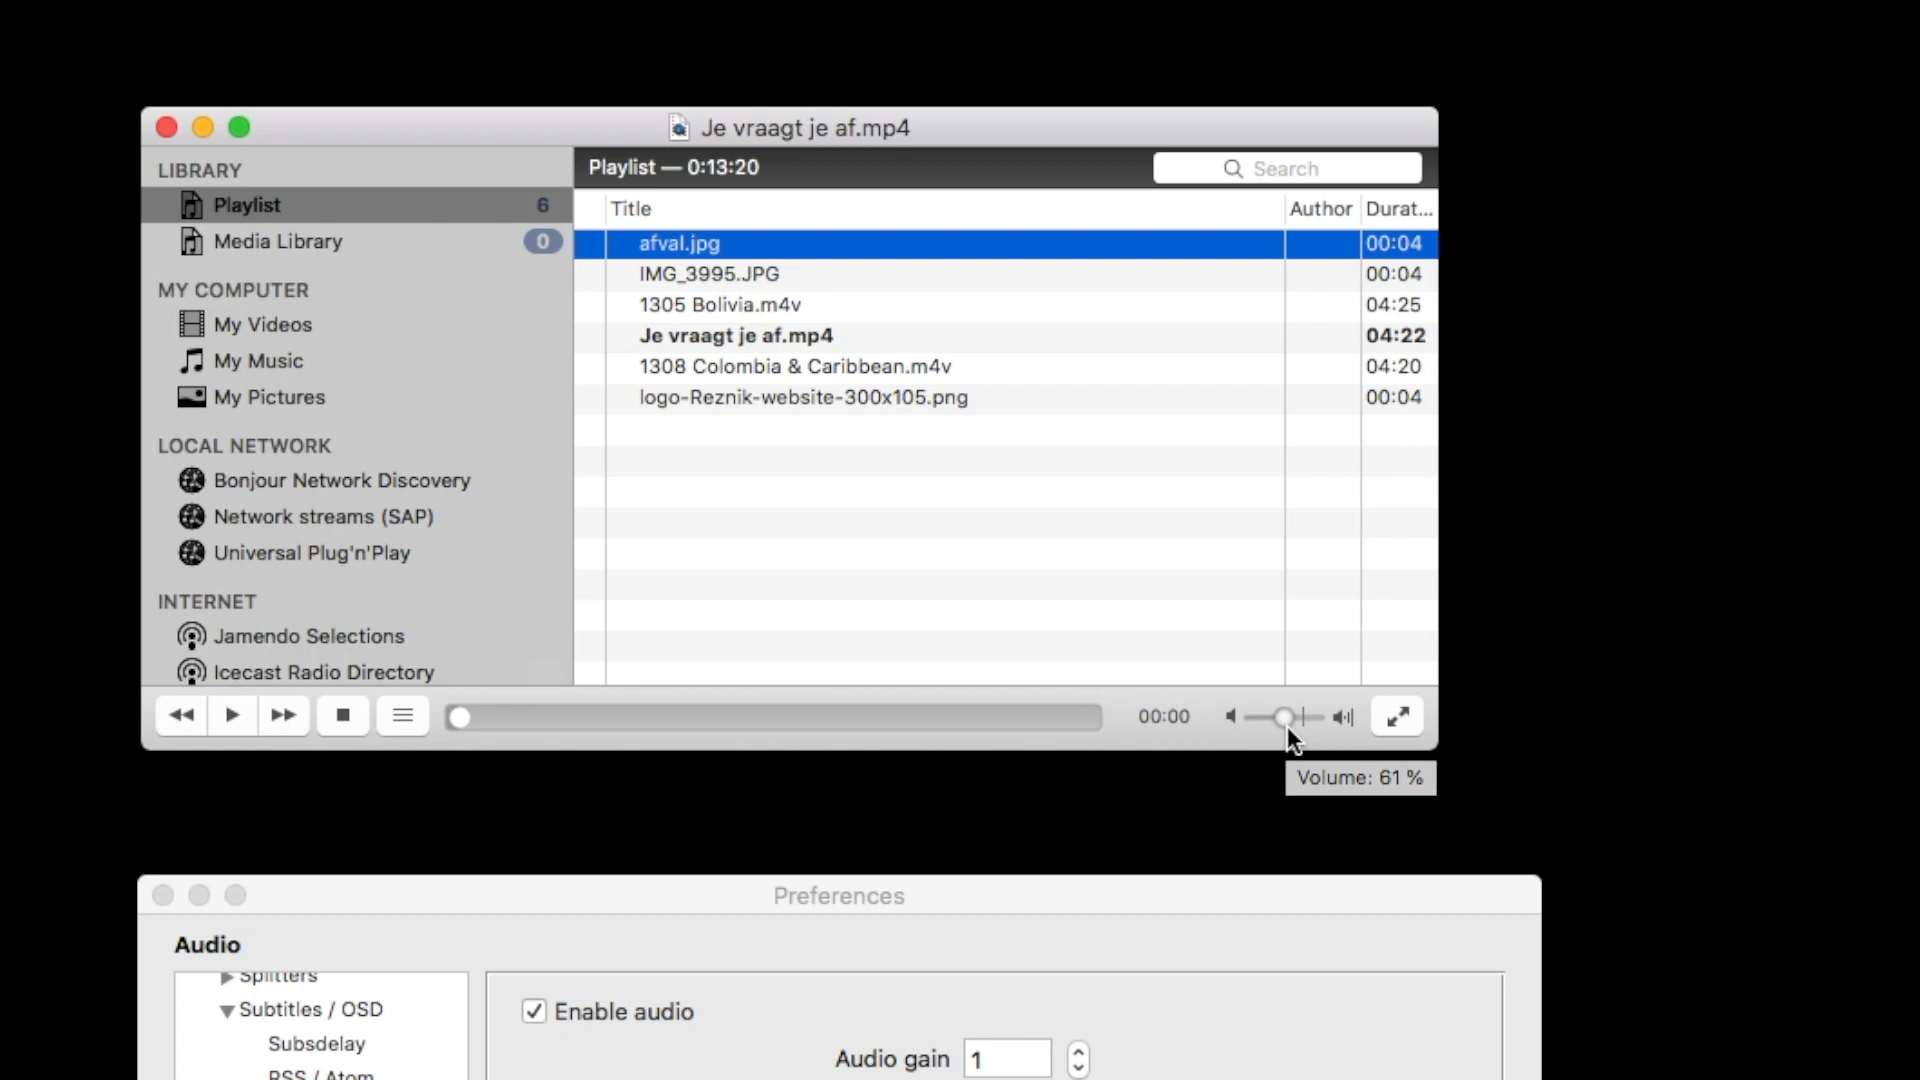 Je vraagt je af.mp4
LIBRARY
Playlist 6
Media Library 0
MY COMPUTER
My Videos
My Music
My Pictures
LOCAL NETWORK
Bonjour Network Discovery
Network streams (SAP)
Universal Plug'n'Play
INTERNET
Jamendo Selections
Icecast Radio Directory
Playlist — 0:13:20
Search
Title Author Durat...
afval.jpg 00:04
IMG_3995.JPG 00:04
1305 Bolivia.m4v 04:25
Je vraagt je af.mp4 04:22
1308 Colombia & Caribbean.m4v 04:20
logo-Reznik-website-300x105.png 00:04
00:00
Volume: 61 %
Preferences
Audio
Splitters
Subtitles / OSD
Subsdelay
RSS / Atom
Enable audio
Audio gain 1